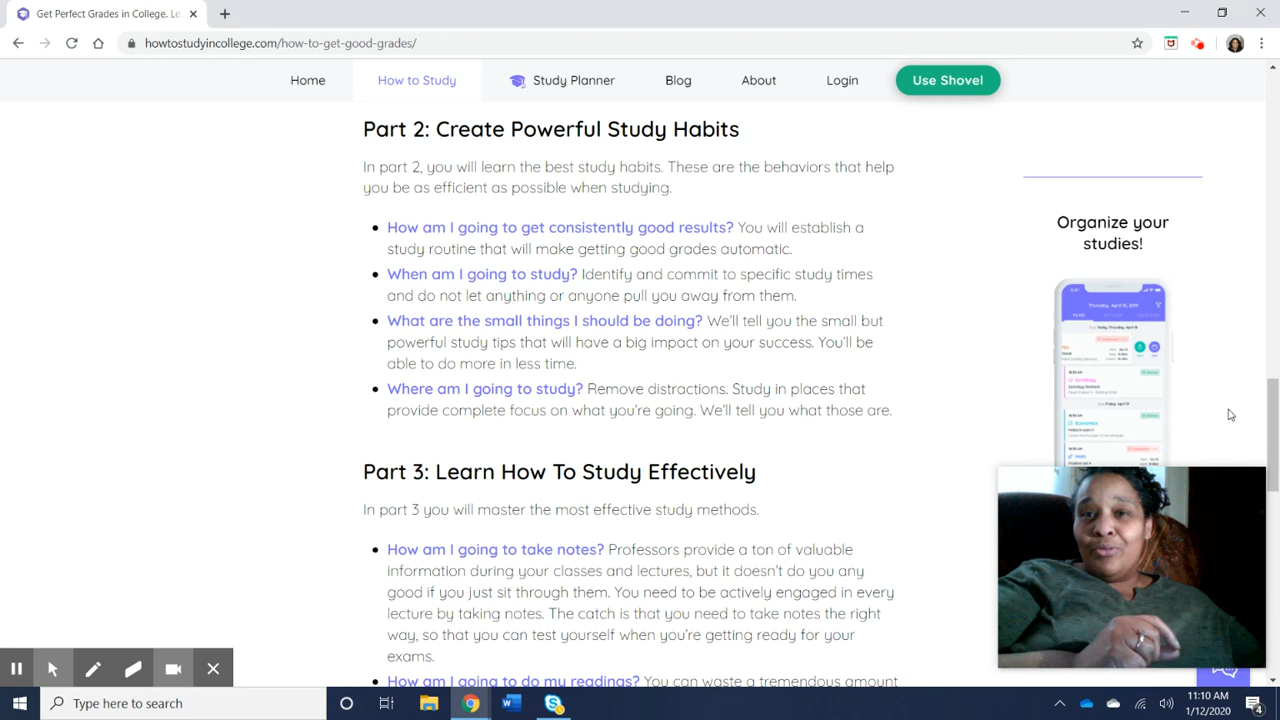 Get Perfect Grades in College. Le
howtostudyincollege.com/how-to-get-good-grades/
Home
How to Study
Study Planner
Blog
About
Login
Use Shovel
Part 2: Create Powerful Study Habits
In part 2, you will learn the best study habits. These are the behaviors that help
you be as efficient as possible when studying.
How am I going to get consistently good results? You will establish a
study routine that will make getting good grades automatic.
When am I going to study? Identify and commit to specific study times
and do not let anything or anyone pull you away from them.
What are the small things I should be doing? We'll tell you the small but
powerful study tips that will have a big impact on your success. You'll be
able to do more in less time.
Where am I going to study? Remove distractions. Study in places that
provide complete focus on what you're going. We'll tell you what those are.
Part 3: Learn How To Study Effectively
In part 3 you will master the most effective study methods.
How am I going to take notes? Professors provide a ton of valuable
information during your classes and lectures, but it doesn't do you any
good if you just sit through them. You need to be actively engaged in every
lecture by taking notes. The catch is that you need to take notes the right
way, so that you can test yourself when you're getting ready for your
exams.
How am I going to do my readings? You can waste a tremendous amount
Organize your
studies!
Thursday, April 18, 2019
Sociology
Economics
Type here to search
11:10 AM
1/12/2020
4